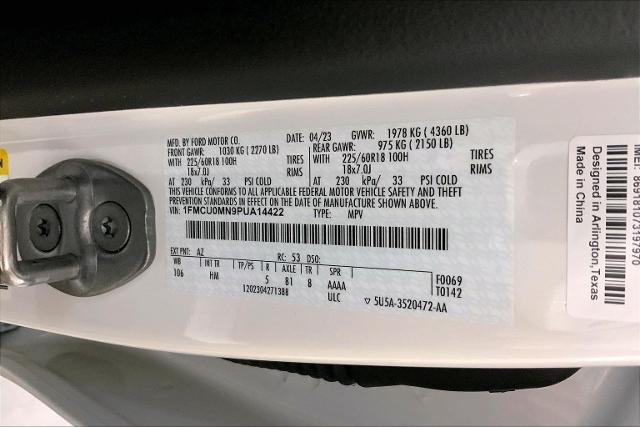 MFD. BY FORD MOTOR CO. DATE: 04/23 GVWR: 1978 KG ( 4360 LB)
FRONT GAWR: 1030 KG ( 2270 LB) REAR GAWR: 975 KG ( 2150 LB)
WITH 225/60R18 100H TIRES WITH 225/60R18 100H TIRES
18x7.0J RIMS 18x7.0J RIMS
AT 230 kPa/ 33 PSI COLD AT 230 kPa/ 33 PSI COLD
THIS VEHICLE CONFORMS TO ALL APPLICABLE FEDERAL MOTOR VEHICLE SAFETY AND THEFT
PREVENTION STANDARDS IN EFFECT ON THE DATE OF MANUFACTURE SHOWN ABOVE.
VIN: 1FMCU0MN9PUA14422 TYPE: MPV
EXT PNT: AZ RC: 53 DSO:
WB INT TR TP/PS R AXLE TR SPR F0069
106 HM 5 81 8 AAAA T0142
1202304271388 ULC ▽ 5U5A-3520472-AA
IMEI: 869181073197970
Designed in Arlington,Texas
Made in China